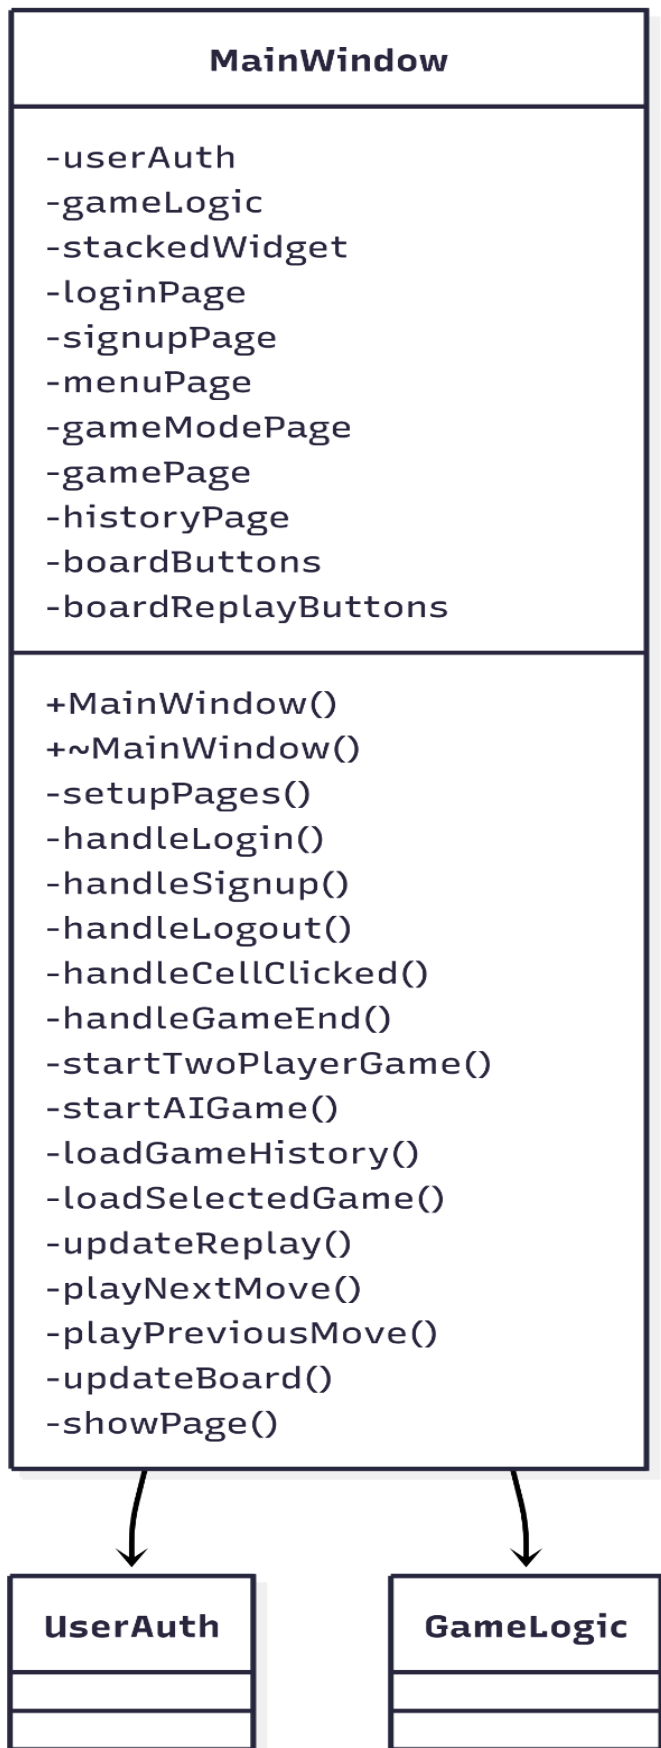 MainWindow
-userAuth
-gameLogic
-stackedWidget
-loginPage
-signupPage
-menuPage
-gameModePage
-gamePage
-historyPage
-boardButtons
-boardReplayButtons
+MainWindow()
+~MainWindow()
-setupPages()
-handleLogin()
-handleSignup()
-handleLogout()
-handleCellClicked()
-handleGameEnd()
-startTwoPlayerGame()
-startAIGame()
-loadGameHistory()
-loadSelectedGame()
-updateReplay()
-playNextMove()
-playPreviousMove()
-updateBoard()
-showPage()
UserAuth
GameLogic